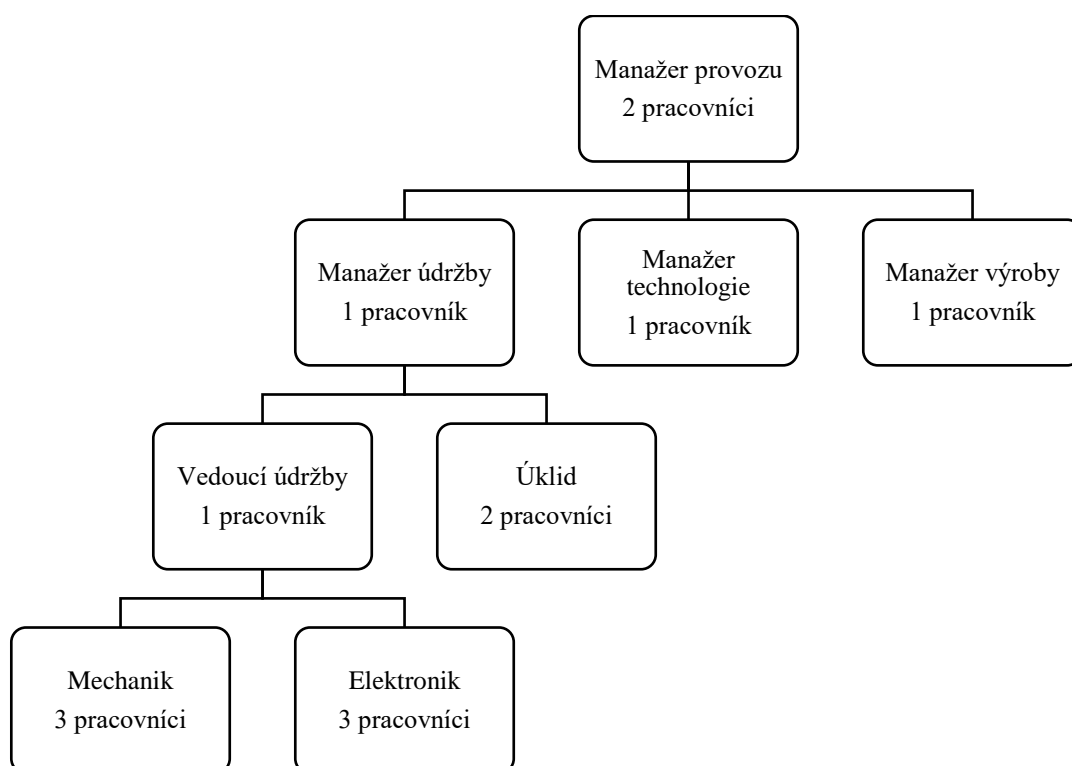 Manažer provozu
2 pracovníci
Manažer údržby
1 pracovník
Manažer
technologie
1 pracovník
Manažer výroby
1 pracovník
Vedoucí údržby
1 pracovník
Úklid
2 pracovníci
Mechanik
3 pracovníci
Elektronik
3 pracovníci